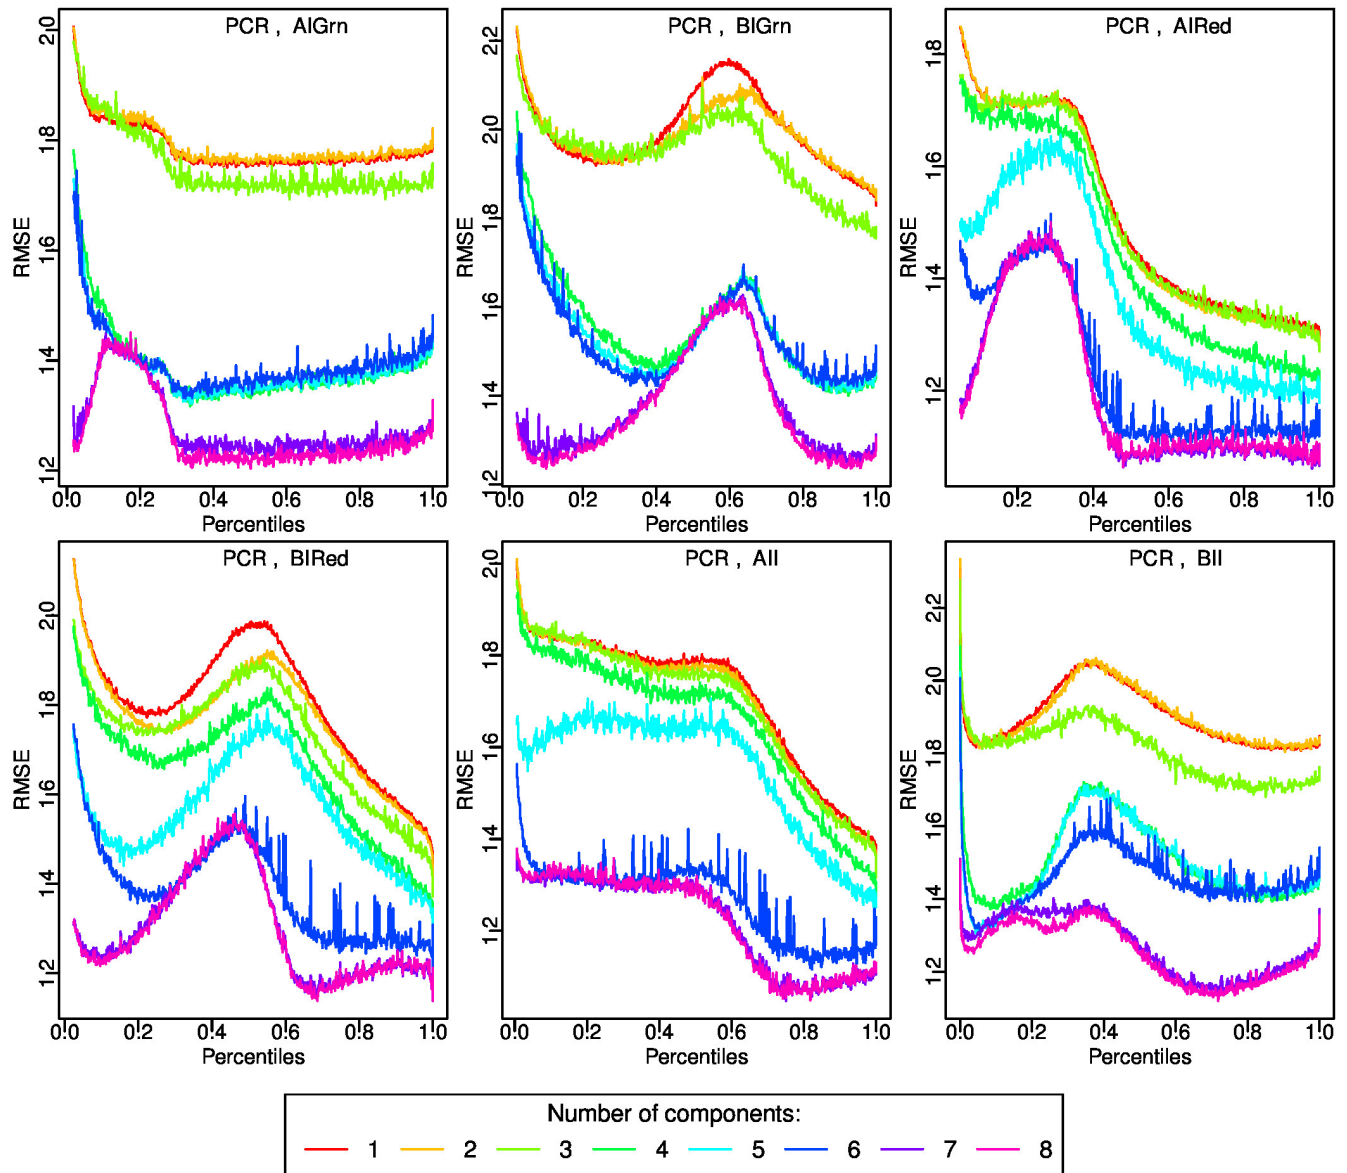 PCR , AIGrn
RMSE
2.0
1.8
1.6
1.4
1.2
0.0 0.2 0.4 0.6 0.8 1.0
Percentiles
PCR , BIGrn
RMSE
2.2
2.0
1.8
1.6
1.4
1.2
0.0 0.2 0.4 0.6 0.8 1.0
Percentiles
PCR , AIRed
RMSE
1.8
1.6
1.4
1.2
0.2 0.4 0.6 0.8 1.0
Percentiles
PCR , BIRed
RMSE
2.0
1.8
1.6
1.4
1.2
0.0 0.2 0.4 0.6 0.8 1.0
Percentiles
PCR , AII
RMSE
2.0
1.8
1.6
1.4
1.2
0.0 0.2 0.4 0.6 0.8 1.0
Percentiles
PCR , BII
RMSE
2.2
2.0
1.8
1.6
1.4
1.2
0.0 0.2 0.4 0.6 0.8 1.0
Percentiles
Number of components:
1 2 3 4 5 6 7 8